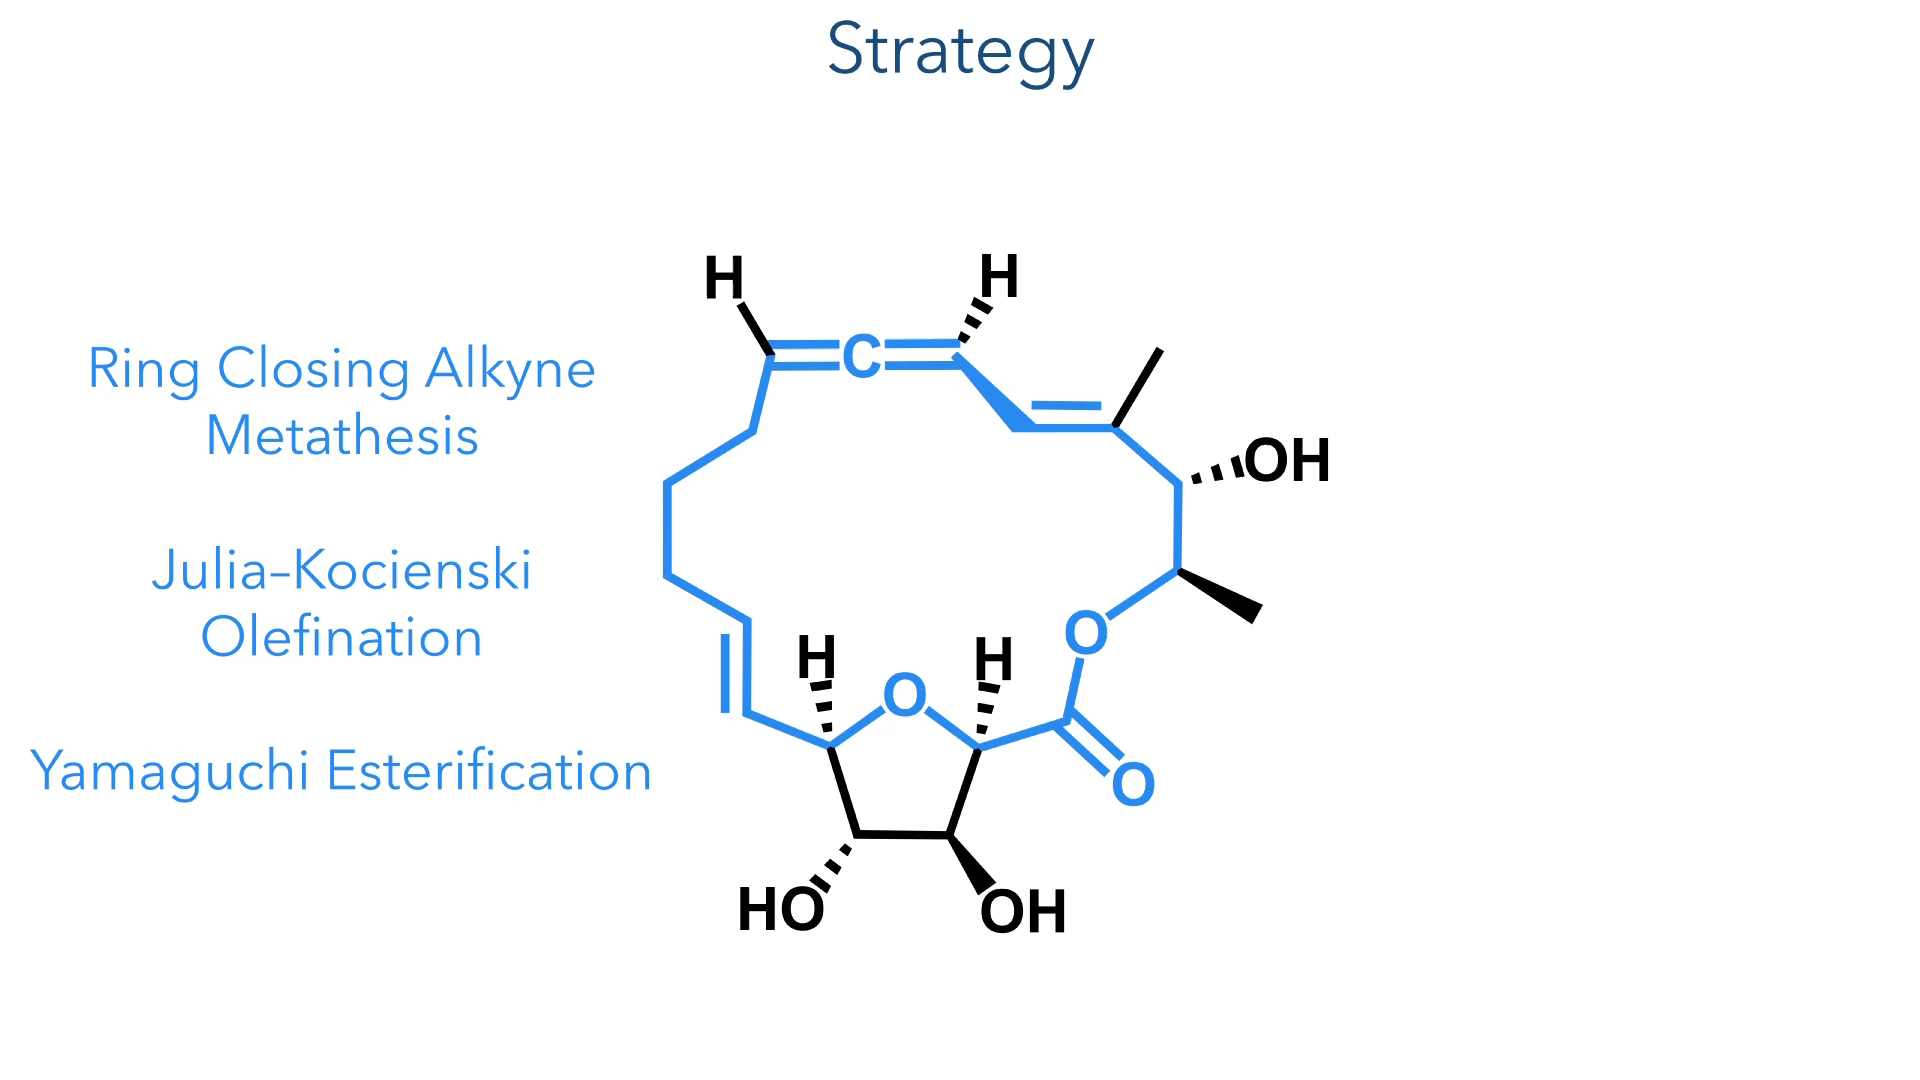 Strategy
H
H
C
Ring Closing Alkyne
Metathesis
OH
Julia–Kocienski
Olefination
O
H
H
O
Yamaguchi Esterification
O
HO
OH